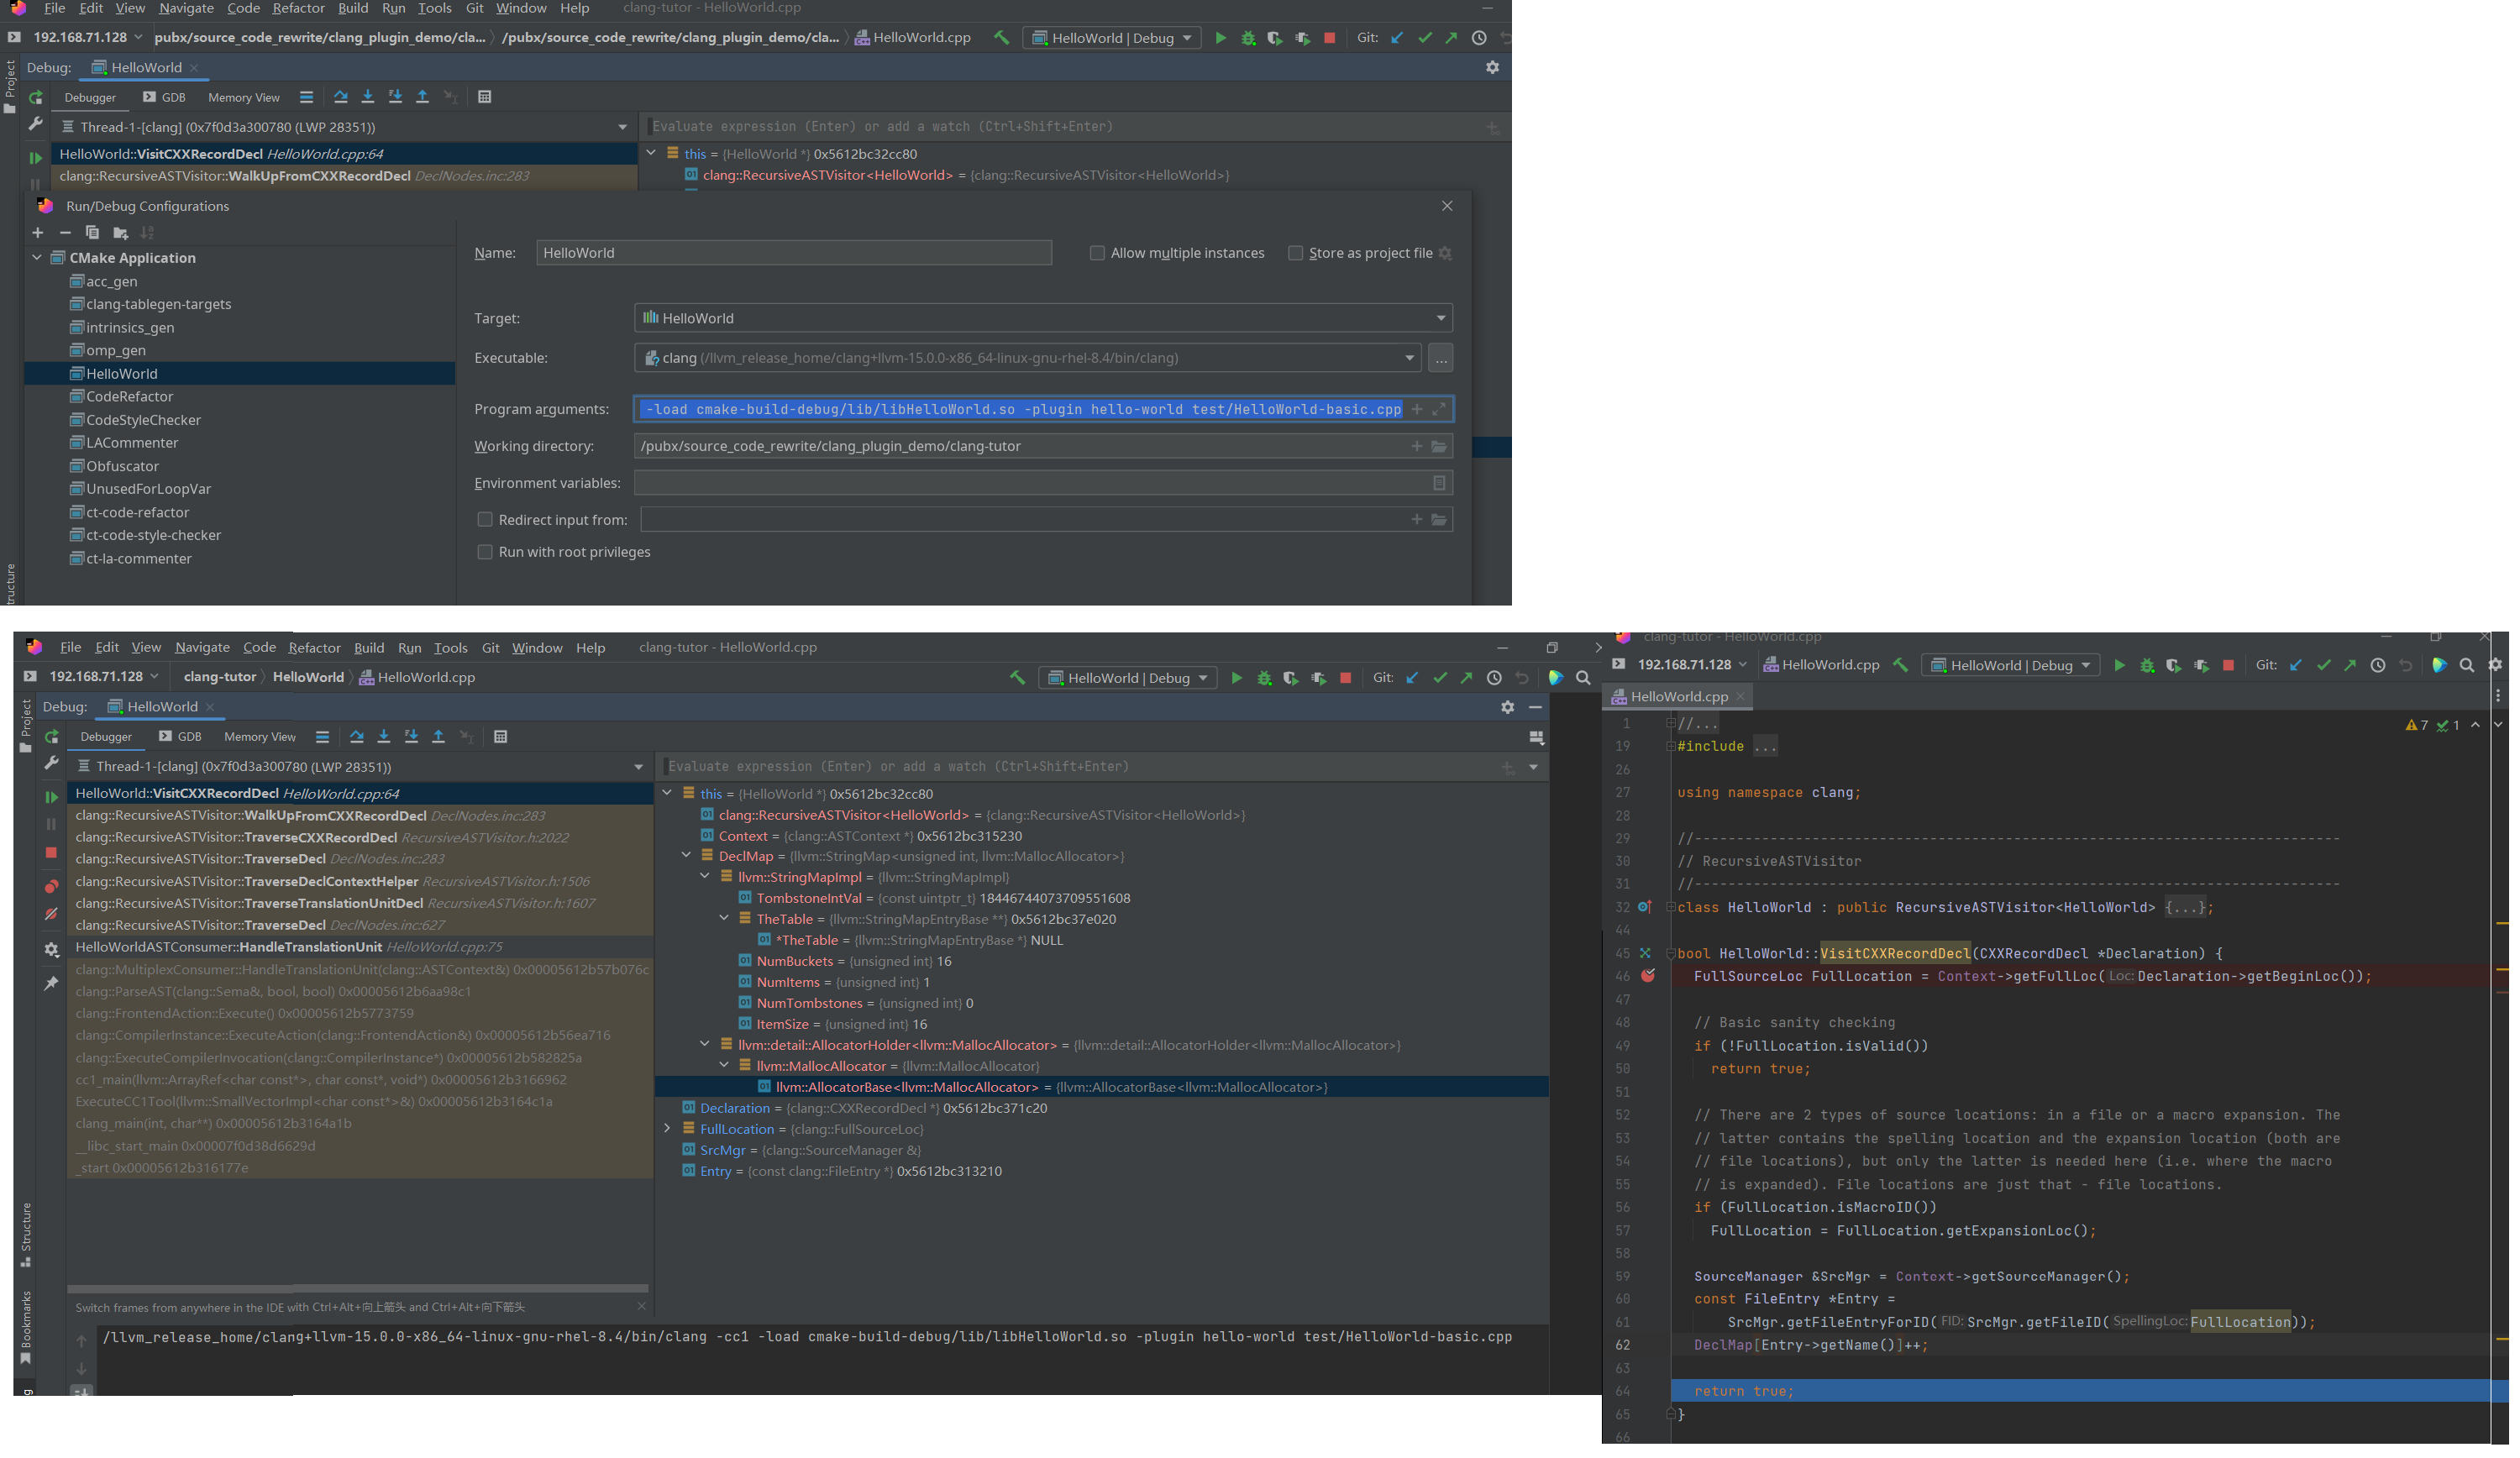 File Edit View Navigate Code Refactor Build Run Tools Git Window Help clang-tutor - HelloWorld.cpp
192.168.71.128 pubx/source_code_rewrite/clang_plugin_demo/cla... /pubx/source_code_rewrite/clang_plugin_demo/cla... HelloWorld.cpp HelloWorld | Debug Git:
Project
Debug: HelloWorld
Debugger GDB Memory View
Thread-1-[clang] (0x7f0d3a300780 (LWP 28351)) Evaluate expression (Enter) or add a watch (Ctrl+Shift+Enter)
HelloWorld::VisitCXXRecordDecl HelloWorld.cpp:64 this = {HelloWorld *} 0x5612bc32cc80
clang::RecursiveASTVisitor::WalkUpFromCXXRecordDecl DeclNodes.inc:283 clang::RecursiveASTVisitor<HelloWorld> = {clang::RecursiveASTVisitor<HelloWorld>}
Run/Debug Configurations
CMake Application
acc_gen
clang-tablegen-targets
intrinsics_gen
omp_gen
HelloWorld
CodeRefactor
CodeStyleChecker
LACommenter
Obfuscator
UnusedForLoopVar
ct-code-refactor
ct-code-style-checker
ct-la-commenter
Name: HelloWorld Allow multiple instances Store as project file
Target: HelloWorld
Executable: clang (/llvm_release_home/clang+llvm-15.0.0-x86_64-linux-gnu-rhel-8.4/bin/clang) ...
Program arguments: -load cmake-build-debug/lib/libHelloWorld.so -plugin hello-world test/HelloWorld-basic.cpp
Working directory: /pubx/source_code_rewrite/clang_plugin_demo/clang-tutor
Environment variables:
Redirect input from:
Run with root privileges
tructure
File Edit View Navigate Code Refactor Build Run Tools Git Window Help clang-tutor - HelloWorld.cpp
192.168.71.128 clang-tutor HelloWorld HelloWorld.cpp HelloWorld | Debug Git:
Project
Debug: HelloWorld
Debugger GDB Memory View
Thread-1-[clang] (0x7f0d3a300780 (LWP 28351))
HelloWorld::VisitCXXRecordDecl HelloWorld.cpp:64
clang::RecursiveASTVisitor::WalkUpFromCXXRecordDecl DeclNodes.inc:283
clang::RecursiveASTVisitor::TraverseCXXRecordDecl RecursiveASTVisitor.h:2022
clang::RecursiveASTVisitor::TraverseDecl DeclNodes.inc:283
clang::RecursiveASTVisitor::TraverseDeclContextHelper RecursiveASTVisitor.h:1506
clang::RecursiveASTVisitor::TraverseTranslationUnitDecl RecursiveASTVisitor.h:1607
clang::RecursiveASTVisitor::TraverseDecl DeclNodes.inc:627
HelloWorldASTConsumer::HandleTranslationUnit HelloWorld.cpp:75
clang::MultiplexConsumer::HandleTranslationUnit(clang::ASTContext&) 0x00005612b57b076c
clang::ParseAST(clang::Sema&, bool, bool) 0x00005612b6aa98c1
clang::FrontendAction::Execute() 0x00005612b5773759
clang::CompilerInstance::ExecuteAction(clang::FrontendAction&) 0x00005612b56ea716
clang::ExecuteCompilerInvocation(clang::CompilerInstance*) 0x00005612b582825a
cc1_main(llvm::ArrayRef<char const*>, char const*, void*) 0x00005612b3166962
ExecuteCC1Tool(llvm::SmallVectorImpl<char const*>&) 0x00005612b3164c1a
clang_main(int, char**) 0x00005612b3164a1b
__libc_start_main 0x00007f0d38d6629d
_start 0x00005612b316177e
Switch frames from anywhere in the IDE with Ctrl+Alt+向上箭头 and Ctrl+Alt+向下箭头
Structure
Bookmarks
Evaluate expression (Enter) or add a watch (Ctrl+Shift+Enter)
this = {HelloWorld *} 0x5612bc32cc80
clang::RecursiveASTVisitor<HelloWorld> = {clang::RecursiveASTVisitor<HelloWorld>}
Context = {clang::ASTContext *} 0x5612bc315230
DeclMap = {llvm::StringMap<unsigned int, llvm::MallocAllocator>}
llvm::StringMapImpl = {llvm::StringMapImpl}
TombstoneIntVal = {const uintptr_t} 18446744073709551608
TheTable = {llvm::StringMapEntryBase **} 0x5612bc37e020
*TheTable = {llvm::StringMapEntryBase *} NULL
NumBuckets = {unsigned int} 16
NumItems = {unsigned int} 1
NumTombstones = {unsigned int} 0
ItemSize = {unsigned int} 16
llvm::detail::AllocatorHolder<llvm::MallocAllocator> = {llvm::detail::AllocatorHolder<llvm::MallocAllocator>}
llvm::MallocAllocator = {llvm::MallocAllocator}
llvm::AllocatorBase<llvm::MallocAllocator> = {llvm::AllocatorBase<llvm::MallocAllocator>}
Declaration = {clang::CXXRecordDecl *} 0x5612bc371c20
FullLocation = {clang::FullSourceLoc}
SrcMgr = {clang::SourceManager &}
Entry = {const clang::FileEntry *} 0x5612bc313210
/llvm_release_home/clang+llvm-15.0.0-x86_64-linux-gnu-rhel-8.4/bin/clang -cc1 -load cmake-build-debug/lib/libHelloWorld.so -plugin hello-world test/HelloWorld-basic.cpp
clang-tutor - HelloWorld.cpp
192.168.71.128 HelloWorld.cpp HelloWorld | Debug Git:
HelloWorld.cpp
1 //... 7 1
19 #include ...
26
27 using namespace clang;
28
29 //-----------------------------------------------------------------------------
30 // RecursiveASTVisitor
31 //-----------------------------------------------------------------------------
32 class HelloWorld : public RecursiveASTVisitor<HelloWorld> {...};
44
45 bool HelloWorld::VisitCXXRecordDecl(CXXRecordDecl *Declaration) {
46 FullSourceLoc FullLocation = Context->getFullLoc( Loc: Declaration->getBeginLoc());
47
48 // Basic sanity checking
49 if (!FullLocation.isValid())
50 return true;
51
52 // There are 2 types of source locations: in a file or a macro expansion. The
53 // latter contains the spelling location and the expansion location (both are
54 // file locations), but only the latter is needed here (i.e. where the macro
55 // is expanded). File locations are just that - file locations.
56 if (FullLocation.isMacroID())
57 FullLocation = FullLocation.getExpansionLoc();
58
59 SourceManager &SrcMgr = Context->getSourceManager();
60 const FileEntry *Entry =
61 SrcMgr.getFileEntryForID( FID: SrcMgr.getFileID( SpellingLoc: FullLocation));
62 DeclMap[Entry->getName()]++;
63
64 return true;
65 }
66